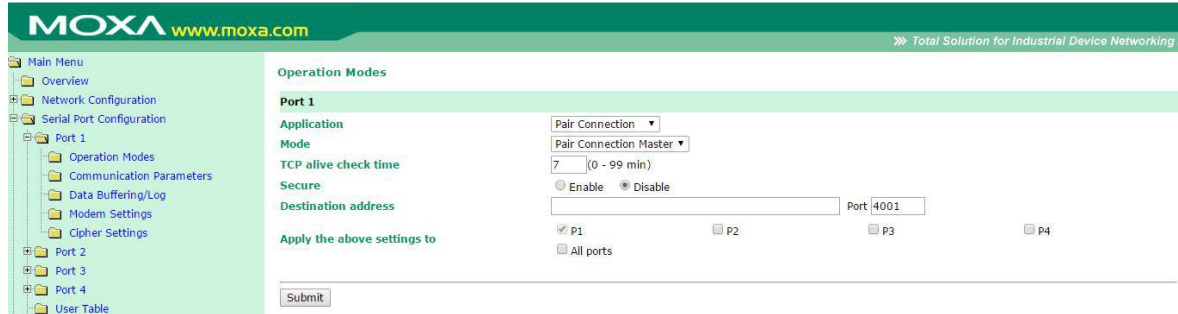 MOXA www.moxa.com
Total Solution for Industrial Device Networking
Main Menu
Overview
Network Configuration
Serial Port Configuration
Port 1
Operation Modes
Communication Parameters
Data Buffering/Log
Modem Settings
Cipher Settings
Port 2
Port 3
Port 4
User Table
Operation Modes
Port 1
Application Pair Connection
Mode Pair Connection Master
TCP alive check time 7 (0 - 99 min)
Secure Enable Disable
Destination address Port 4001
Apply the above settings to P1 P2 P3 P4
All ports
Submit